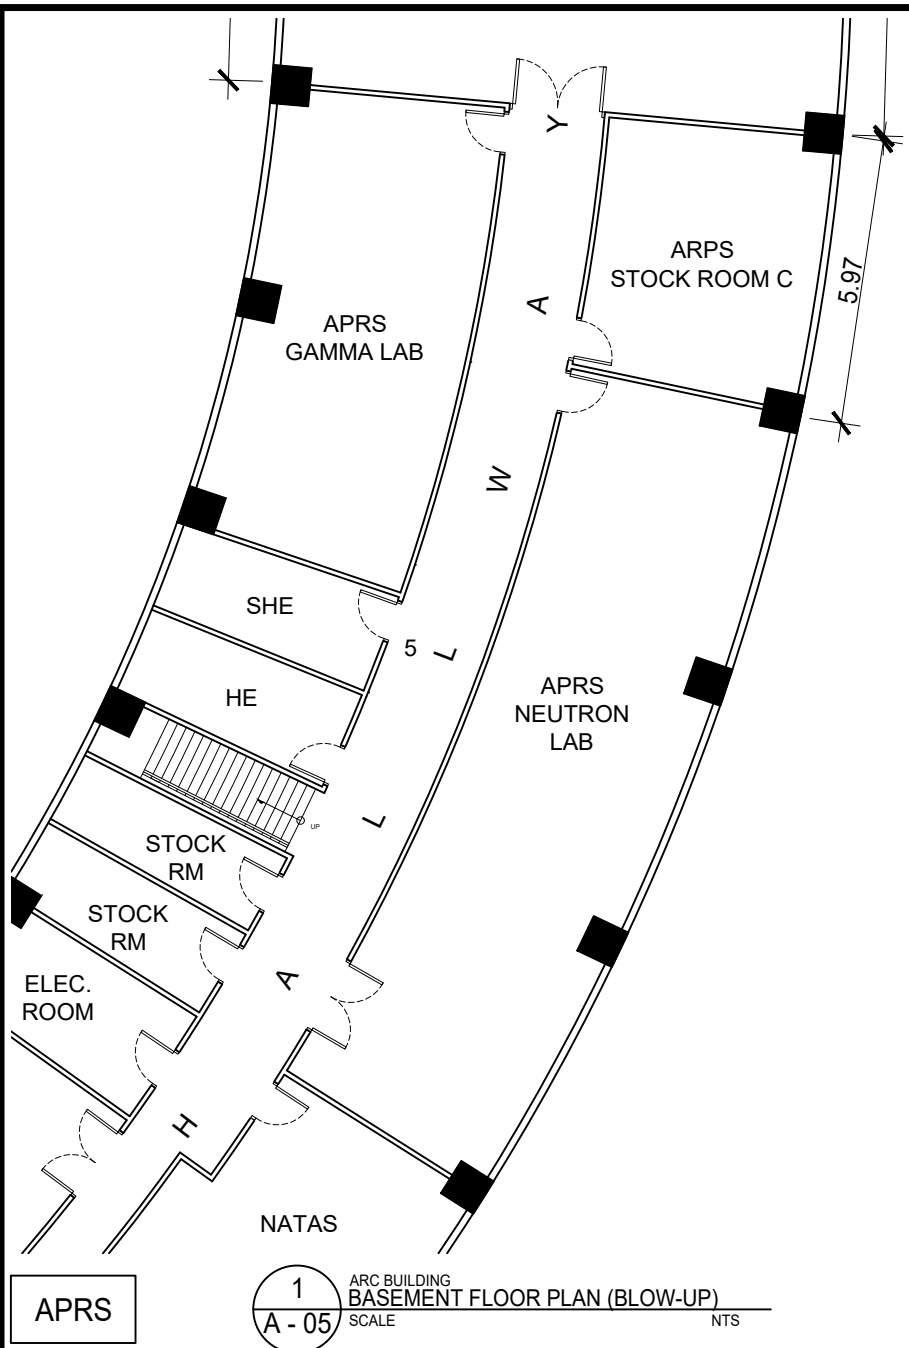 Y
ARPS
STOCK ROOM C
5.97
A
APRS
GAMMA LAB
W
SHE
5
L
HE
APRS
NEUTRON
LAB
UP
L
STOCK
RM
STOCK
RM
A
ELEC.
ROOM
H
NATAS
APRS
1
A - 05
ARC BUILDING
BASEMENT FLOOR PLAN (BLOW-UP)
SCALE NTS